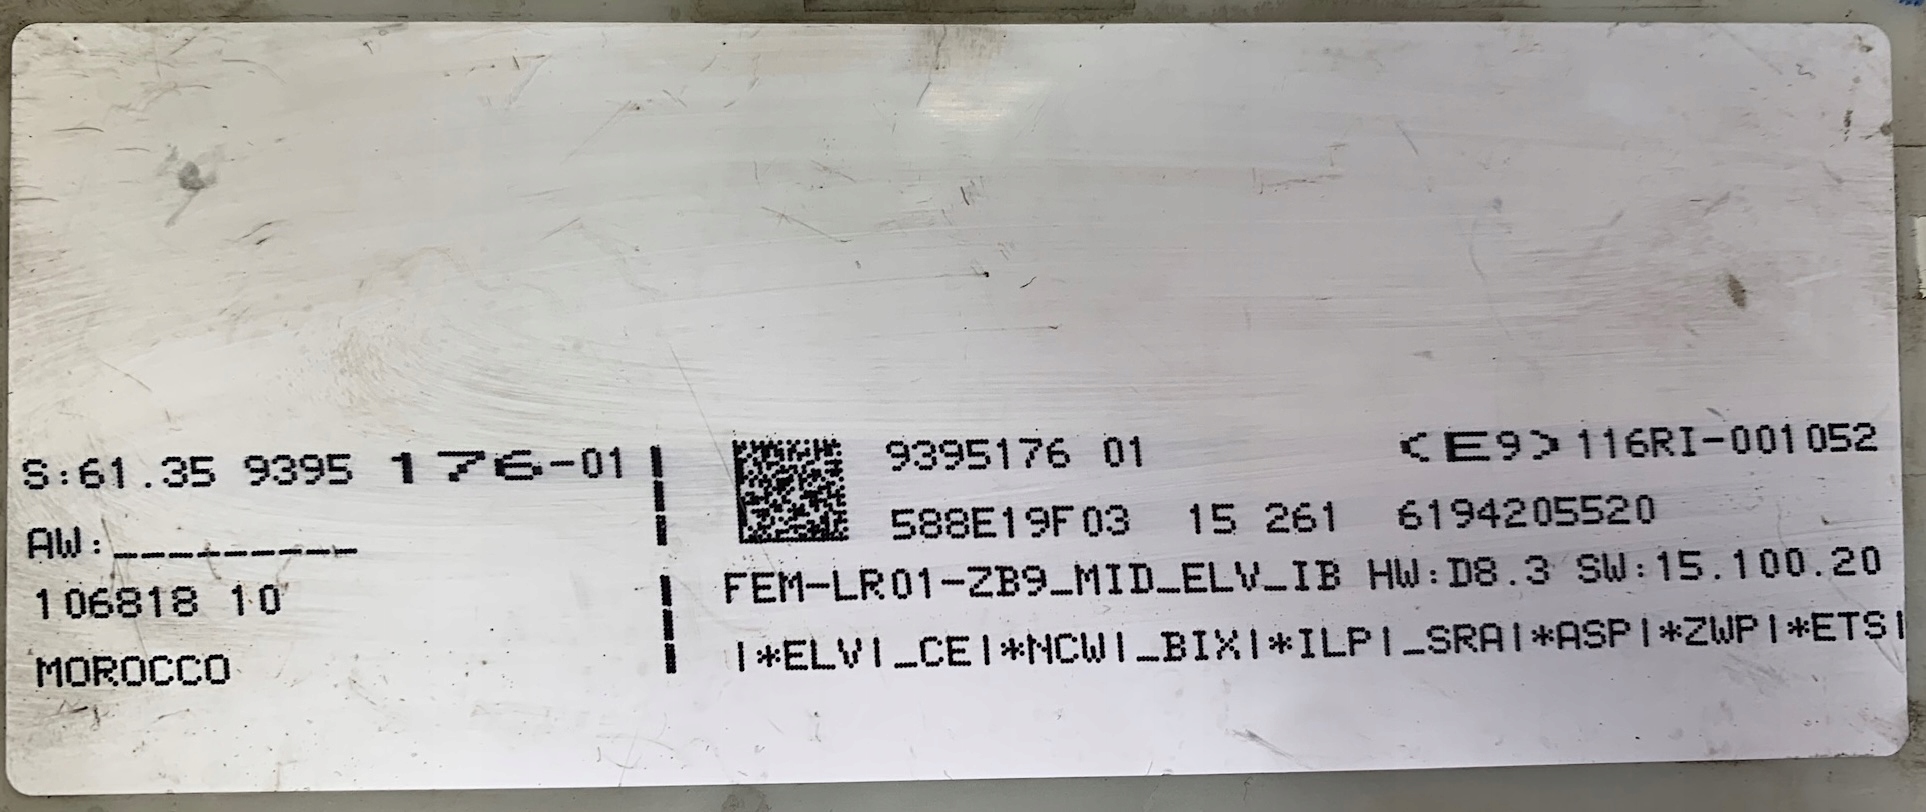 S:61.35 9395 176-01
AW:_________
106818 10
MOROCCO
9395176 01 <E9>116RI-001052
588E19F03 15 261 6194205520
FEM-LR01-ZB9_MID_ELV_IB HW:D8.3 SW:15.100.20
|*ELV|_CE|*NCW|_BIX|*ILP|_SRA|*ASP|*ZWP|*ETS|